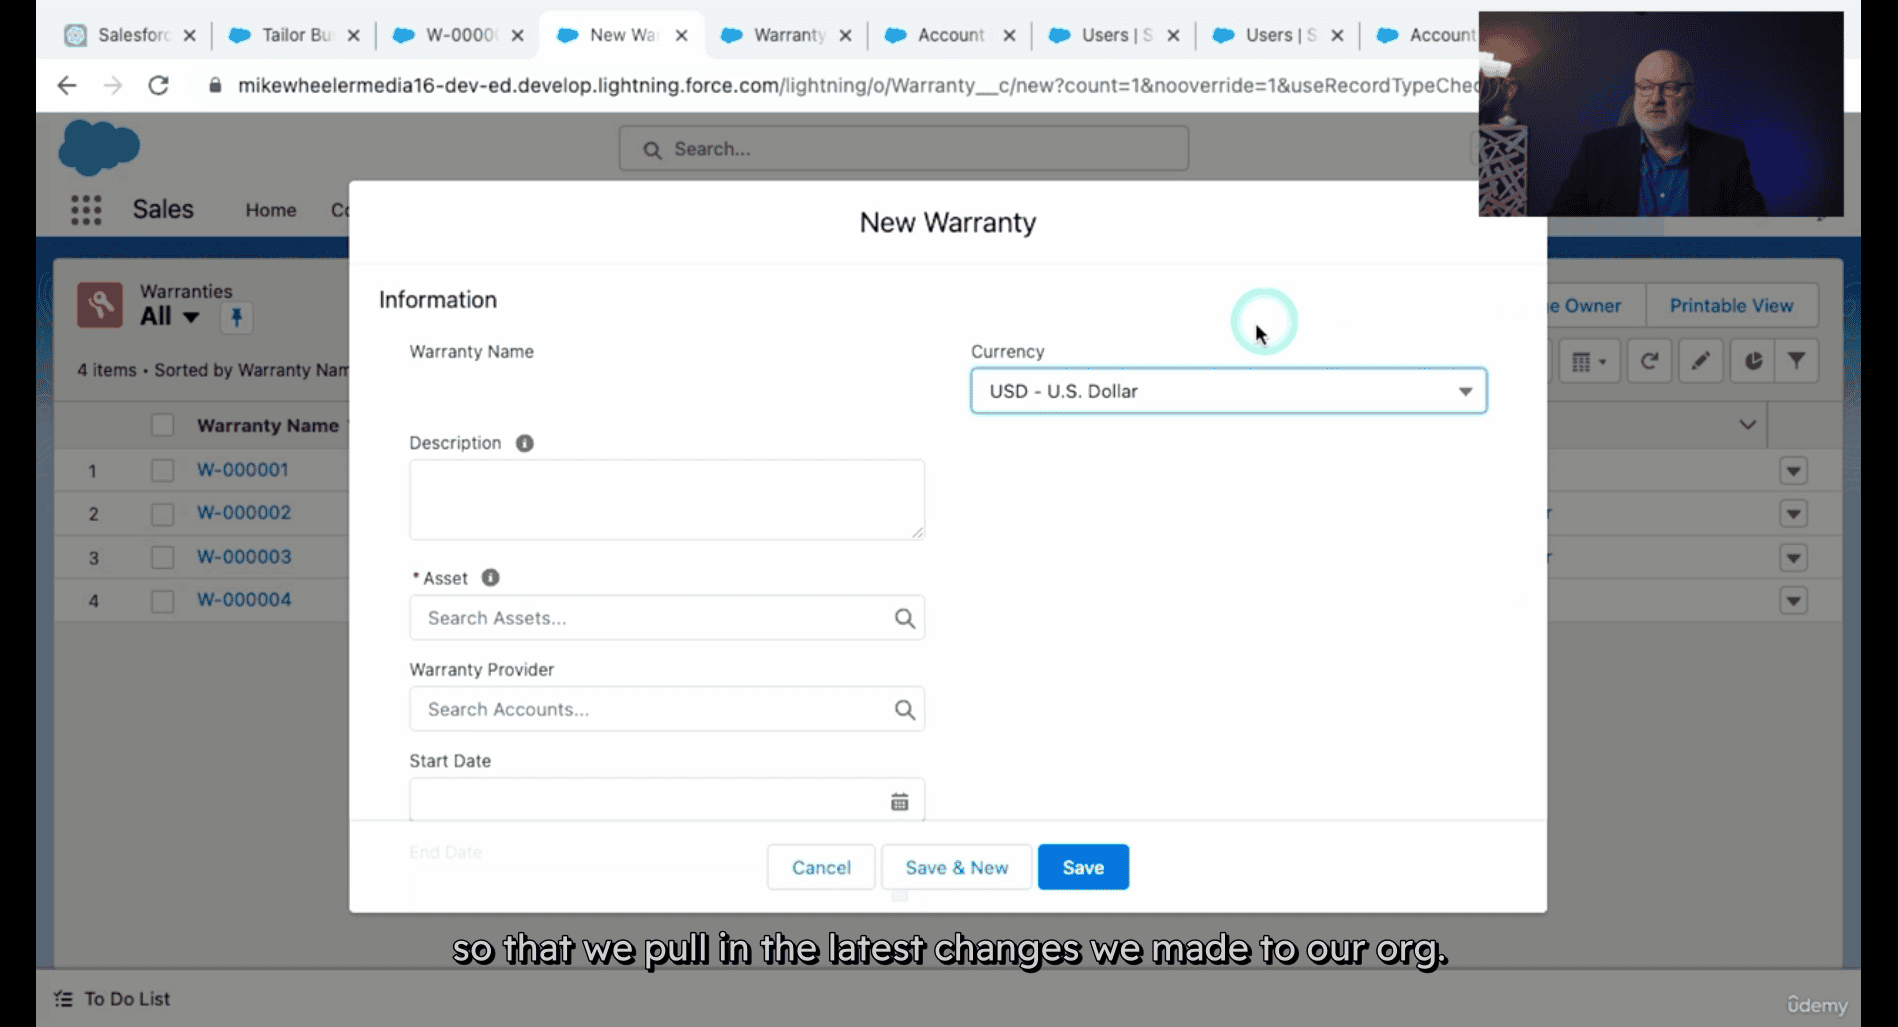 Salesforc
Tailor Bu
W-0000
New Wa
Warranty
Account
Users | S
Users | S
Account
mikewheelermedia16-dev-ed.develop.lightning.force.com/lightning/o/Warranty__c/new?count=1&nooverride=1&useRecordTypeChec
Search...
Sales
Home
New Warranty
Warranties
All
e Owner
Printable View
4 items • Sorted by Warranty Nam
Warranty Name
1
W-000001
2
W-000002
3
W-000003
4
W-000004
Information
Warranty Name
Currency
USD - U.S. Dollar
Description
* Asset
Search Assets...
Warranty Provider
Search Accounts...
Start Date
End Date
Cancel
Save & New
Save
so that we pull in the latest changes we made to our org.
To Do List
ûdemy